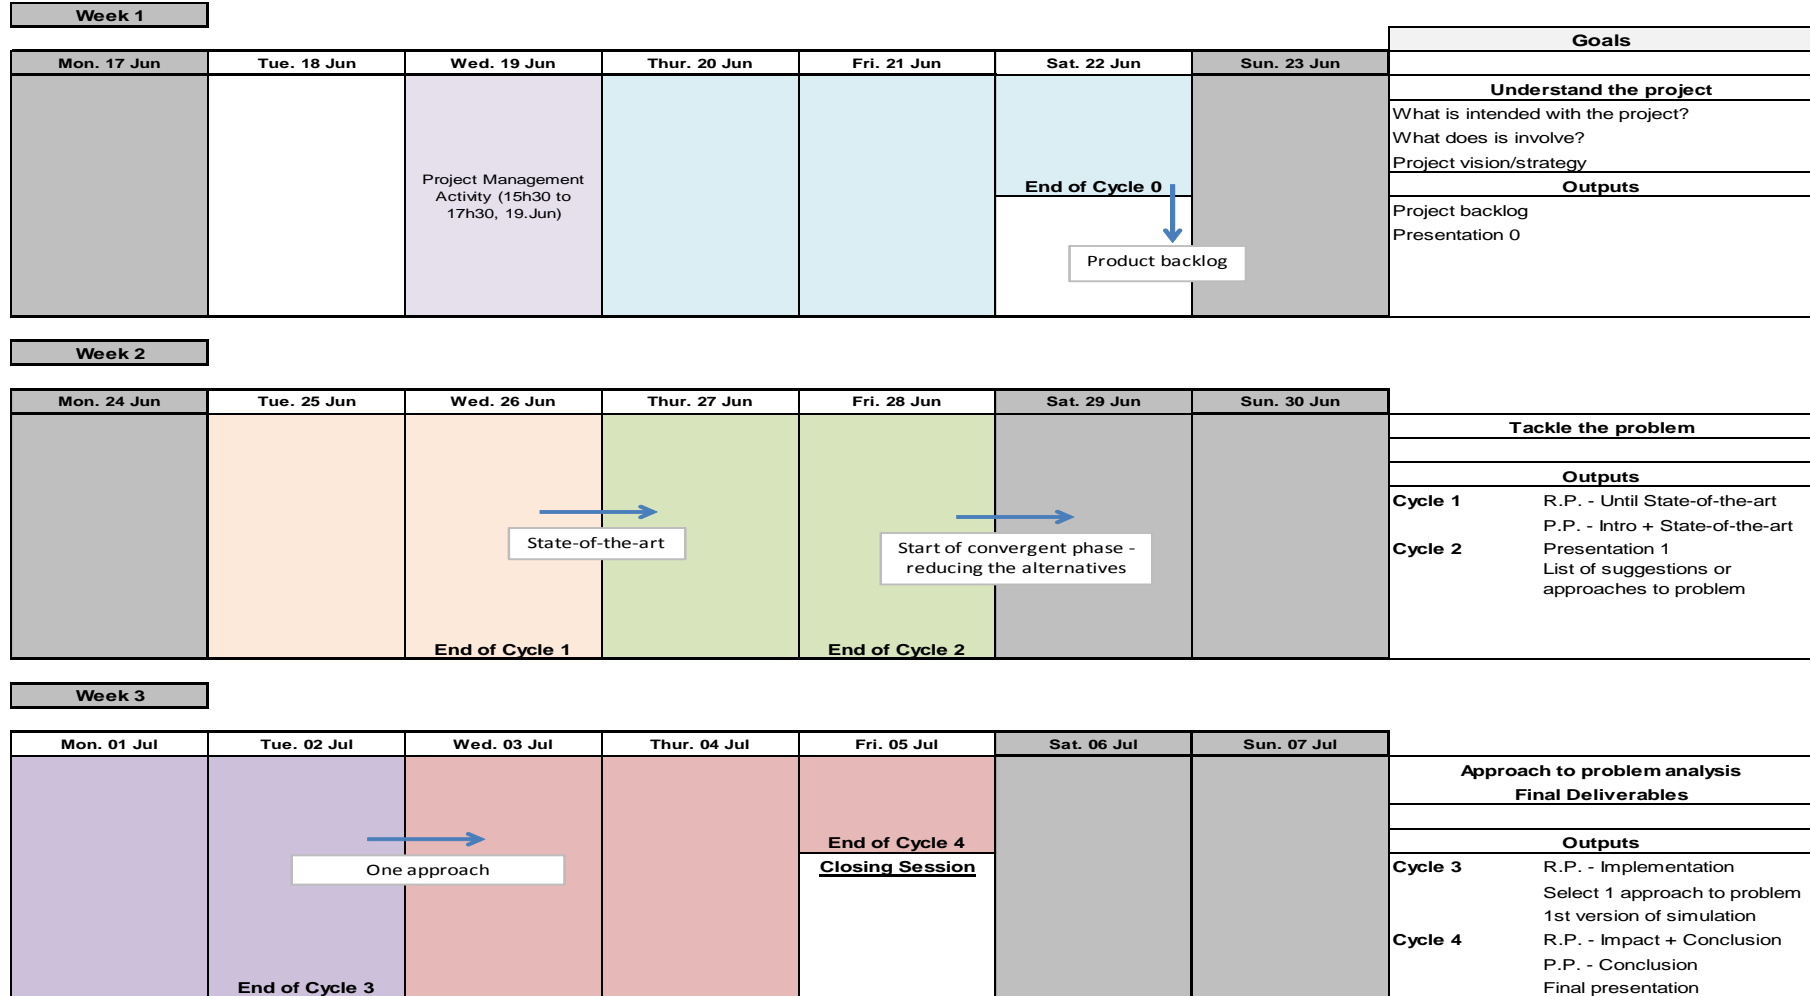 Week 1
Goals
Mon. 17 Jun Tue. 18 Jun Wed. 19 Jun Thur. 20 Jun Fri. 21 Jun Sat. 22 Jun Sun. 23 Jun
Understand the project
What is intended with the project?
What does is involve?
Project vision/strategy
Project Management
Activity (15h30 to
17h30, 19.Jun)
End of Cycle 0
Outputs
Project backlog
Presentation 0
Product backlog
Week 2
Mon. 24 Jun Tue. 25 Jun Wed. 26 Jun Thur. 27 Jun Fri. 28 Jun Sat. 29 Jun Sun. 30 Jun
Tackle the problem
Outputs
Cycle 1 R.P. - Until State-of-the-art
P.P. - Intro + State-of-the-art
Cycle 2 Presentation 1
List of suggestions or
approaches to problem
State-of-the-art
Start of convergent phase -
reducing the alternatives
End of Cycle 1
End of Cycle 2
Week 3
Mon. 01 Jul Tue. 02 Jul Wed. 03 Jul Thur. 04 Jul Fri. 05 Jul Sat. 06 Jul Sun. 07 Jul
Approach to problem analysis
Final Deliverables
End of Cycle 4
Closing Session
One approach
Outputs
Cycle 3 R.P. - Implementation
Select 1 approach to problem
1st version of simulation
Cycle 4 R.P. - Impact + Conclusion
P.P. - Conclusion
Final presentation
End of Cycle 3